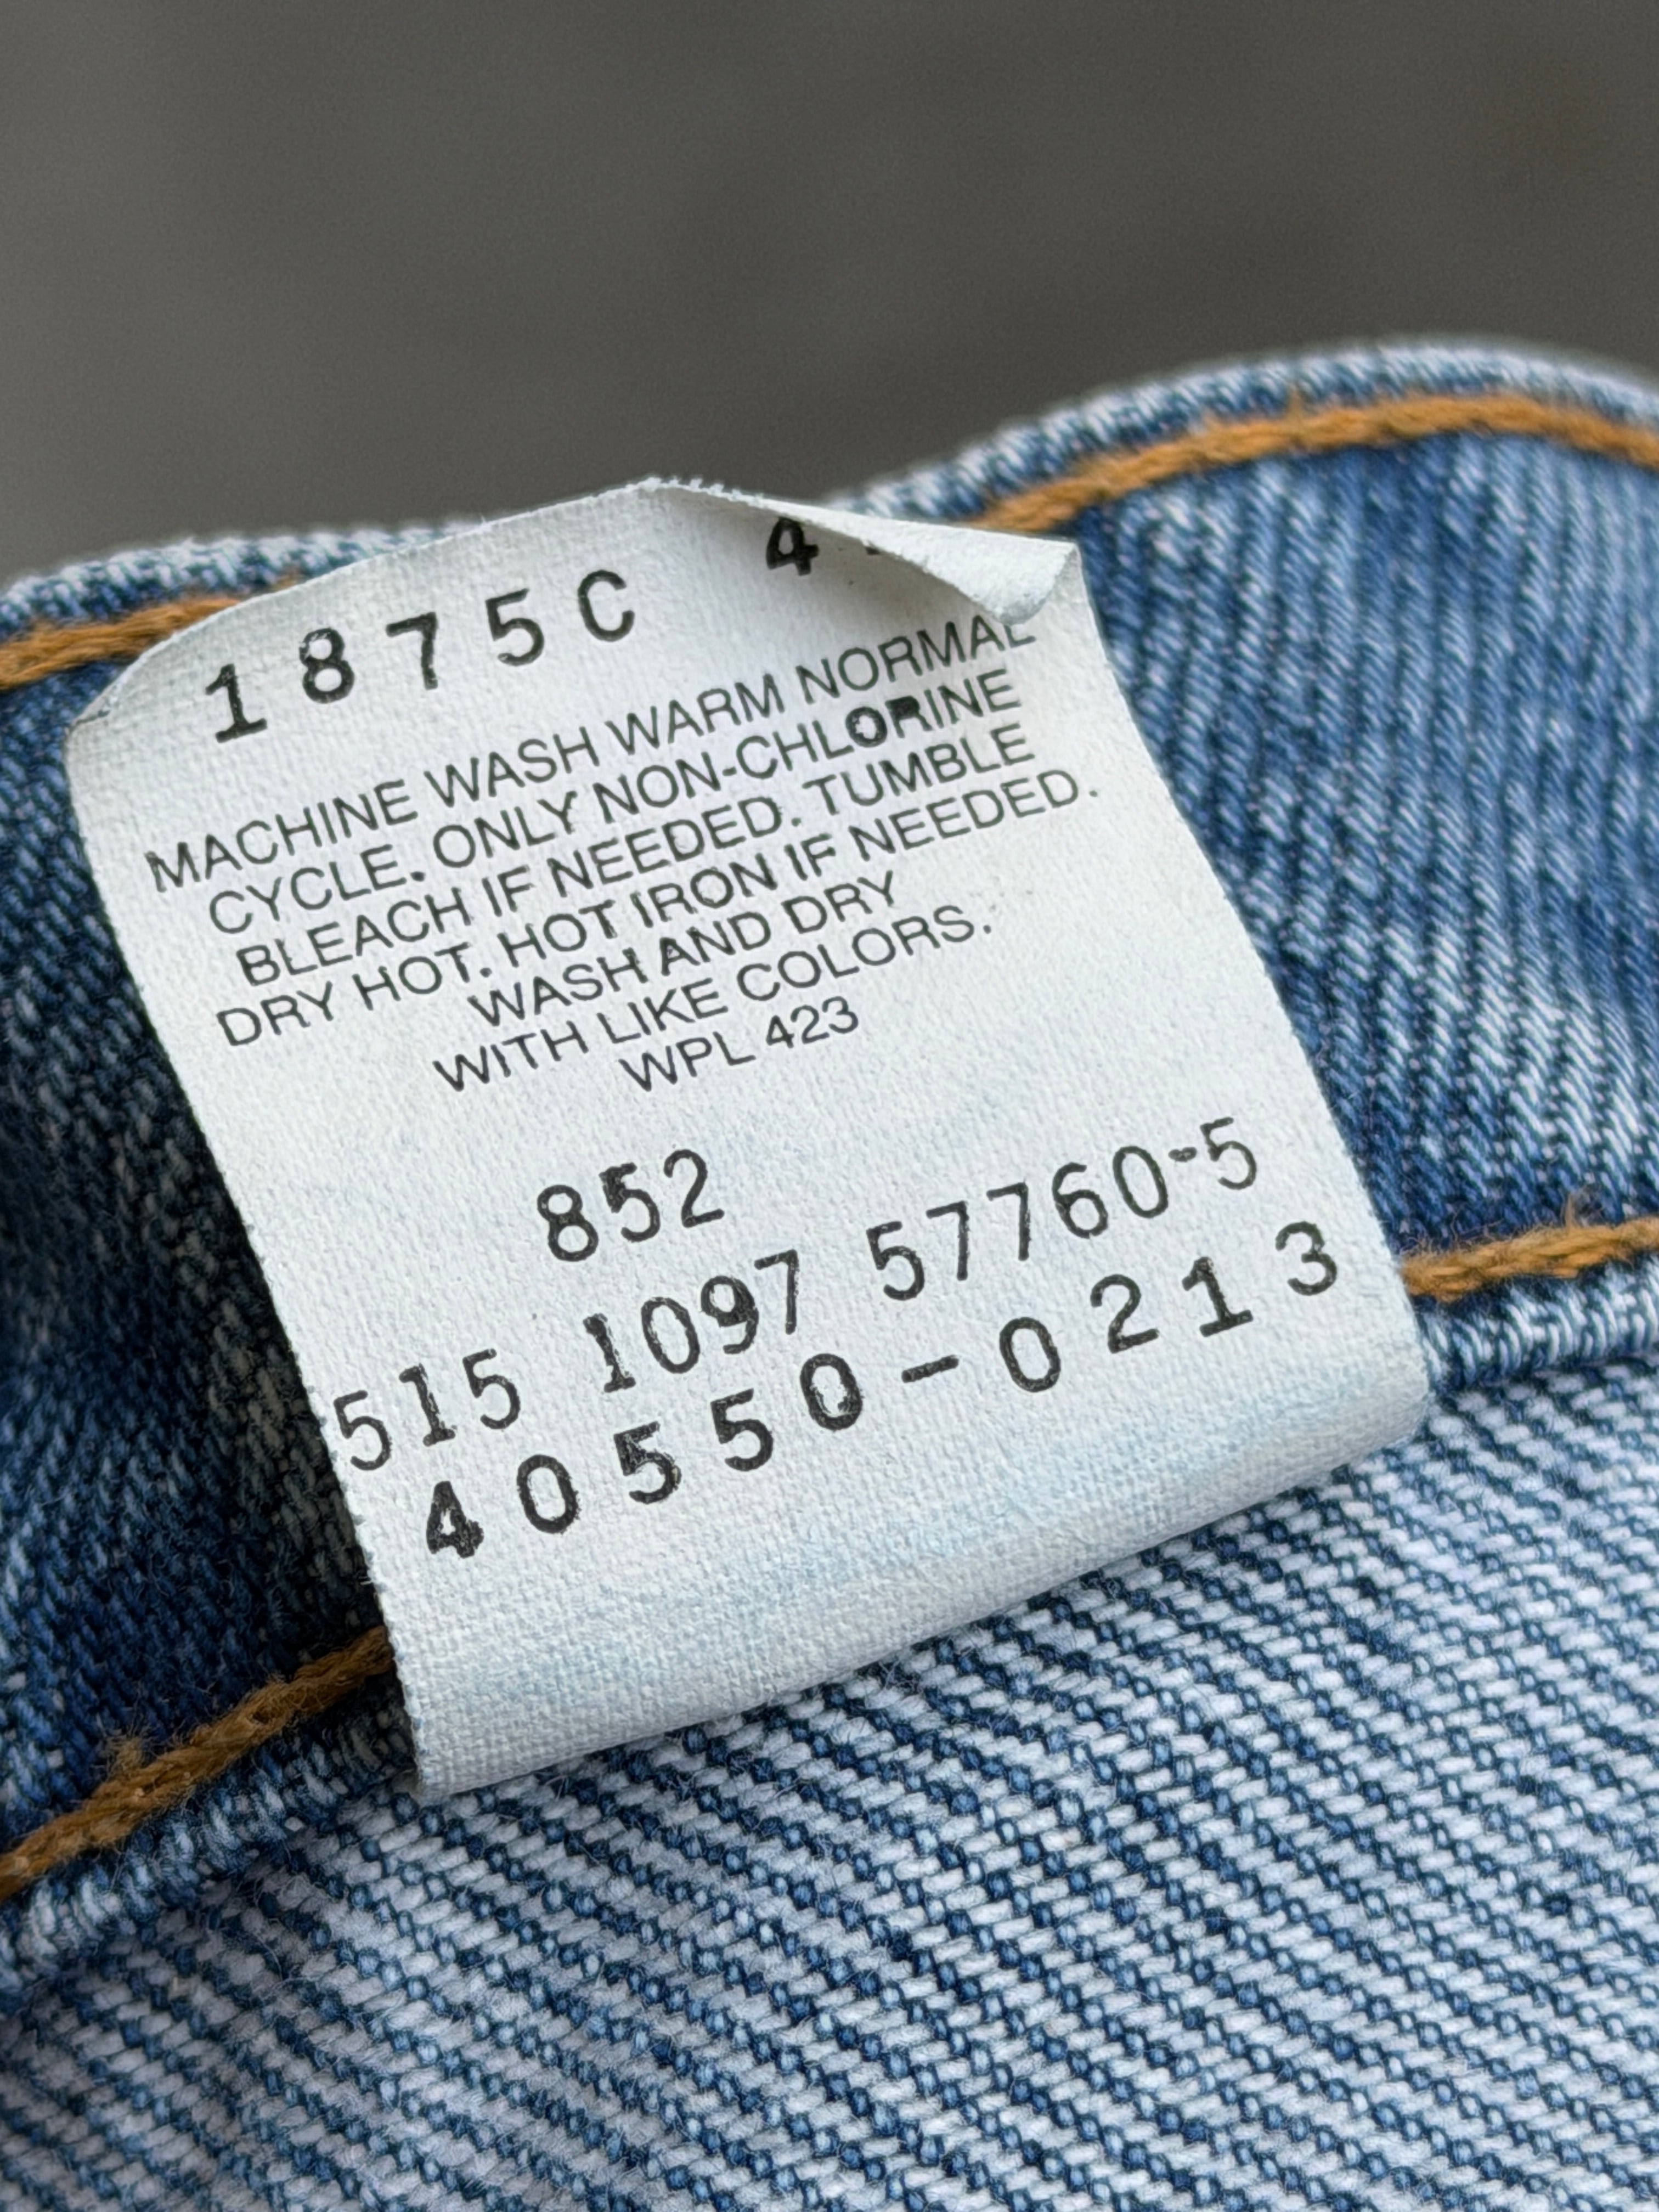 1875C 4
MACHINE WASH WARM NORMAL
CYCLE. ONLY NON-CHLORINE
BLEACH IF NEEDED. TUMBLE
DRY HOT. HOT IRON IF NEEDED.
WASH AND DRY
WITH LIKE COLORS.
WPL 423
852
515 1097 57760-5
40550-0213